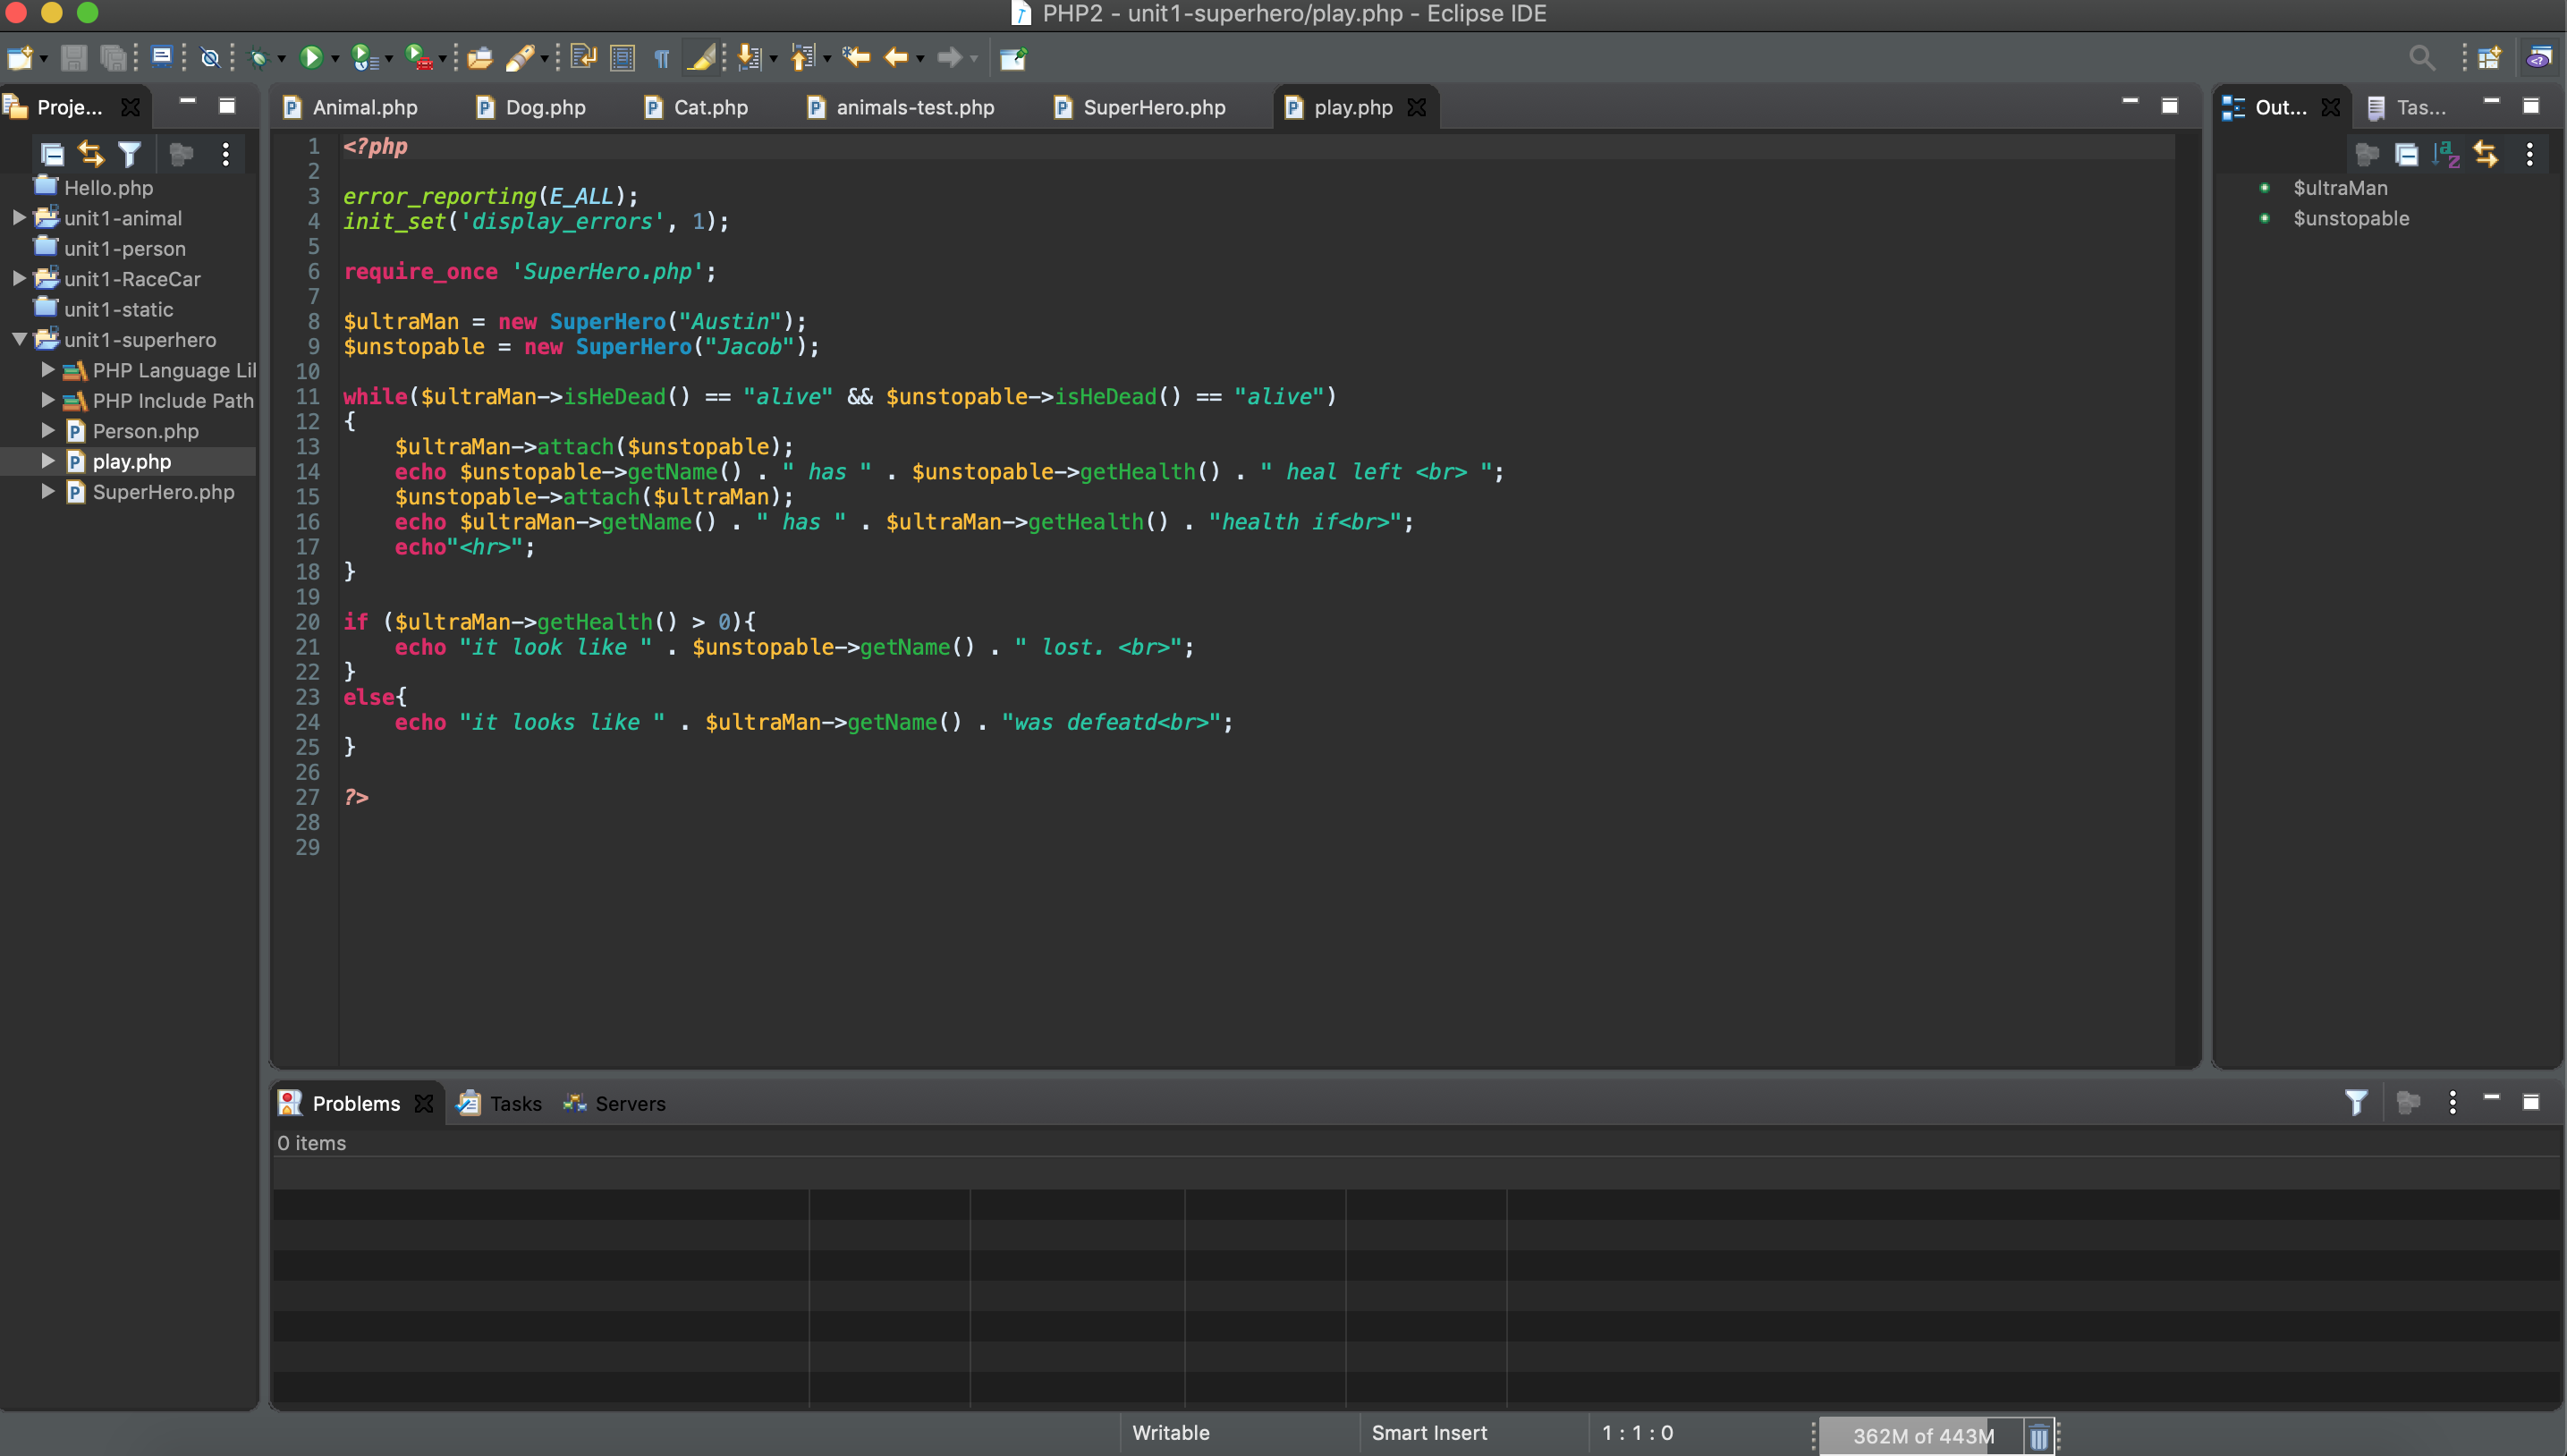 PHP2 - unit1-superhero/play.php - Eclipse IDE
Proje...
Animal.php
Dog.php
Cat.php
animals-test.php
SuperHero.php
play.php
Out...
Tas...
Hello.php
unit1-animal
unit1-person
unit1-RaceCar
unit1-static
unit1-superhero
PHP Language Lil
PHP Include Path
Person.php
play.php
SuperHero.php
1 <?php
2
3 error_reporting(E_ALL);
4 init_set('display_errors', 1);
5
6 require_once 'SuperHero.php';
7
8 $ultraMan = new SuperHero("Austin");
9 $unstopable = new SuperHero("Jacob");
10
11 while($ultraMan->isHeDead() == "alive" && $unstopable->isHeDead() == "alive")
12 {
13     $ultraMan->attach($unstopable);
14     echo $unstopable->getName() . " has " . $unstopable->getHealth() . " heal left <br> ";
15     $unstopable->attach($ultraMan);
16     echo $ultraMan->getName() . " has " . $ultraMan->getHealth() . "health if<br>";
17     echo"<hr>";
18 }
19
20 if ($ultraMan->getHealth() > 0){
21     echo "it look like " . $unstopable->getName() . " lost. <br>";
22 }
23 else{
24     echo "it looks like " . $ultraMan->getName() . "was defeatd<br>";
25 }
26
27 ?>
28
29
$ultraMan
$unstopable
Problems
Tasks
Servers
0 items
Writable
Smart Insert
1 : 1 : 0
362M of 443M